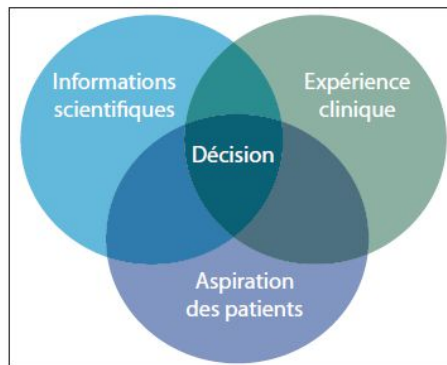 Informations
scientifiques
Expérience
clinique
Décision
Aspiration
des patients